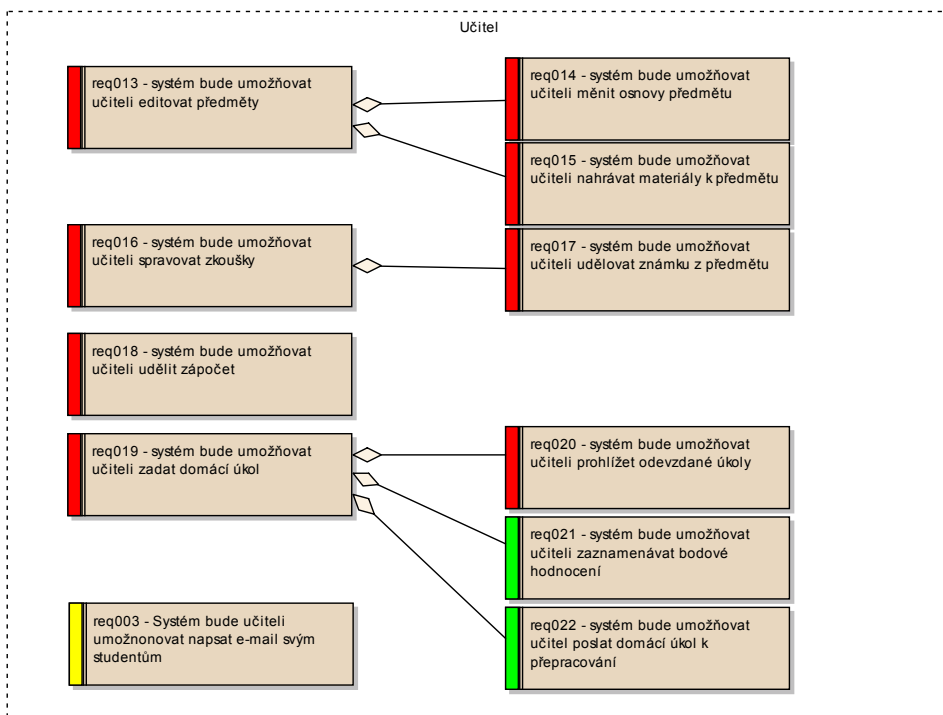 Učitel
req013 - systém bude umožňovat
učiteli editovat předměty
req014 - systém bude umožňovat
učiteli měnit osnovy předmětu
req015 - systém bude umožňovat
učiteli nahrávat materiály k předmětu
req016 - systém bude umožňovat
učiteli spravovat zkoušky
req017 - systém bude umožňovat
učiteli udělovat známku z předmětu
req018 - systém bude umožňovat
učiteli udělit zápočet
req019 - systém bude umožňovat
učiteli zadat domácí úkol
req020 - systém bude umožňovat
učiteli prohlížet odevzdané úkoly
req021 - systém bude umožňovat
učiteli zaznamenávat bodové
hodnocení
req003 - Systém bude učiteli
umožnonovat napsat e-mail svým
studentům
req022 - systém bude umožňovat
učitel poslat domácí úkol k
přepracování